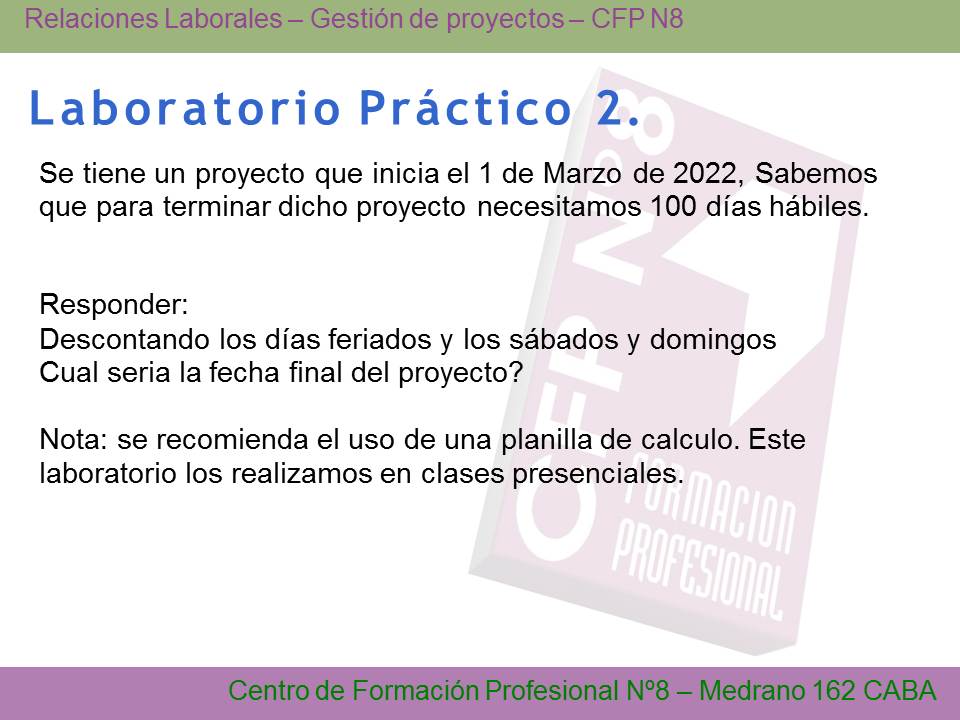 Relaciones Laborales – Gestión de proyectos – CFP N8
Laboratorio Práctico 2.
Se tiene un proyecto que inicia el 1 de Marzo de 2022, Sabemos
que para terminar dicho proyecto necesitamos 100 días hábiles.
Responder:
Descontando los días feriados y los sábados y domingos
Cual seria la fecha final del proyecto?
Nota: se recomienda el uso de una planilla de calculo. Este
laboratorio los realizamos en clases presenciales.
CFP Nº8
FORMACION
PROFESIONAL
Centro de Formación Profesional Nº8 – Medrano 162 CABA